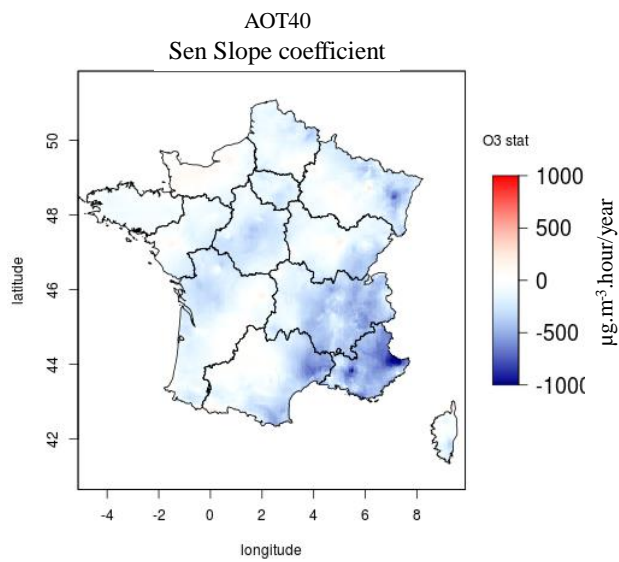 AOT40
Sen Slope coefficient
O3 stat
1000
500
0
-500
-1000
µg.m⁻³.hour/year
50
48
46
44
42
latitude
-4 -2 0 2 4 6 8
longitude